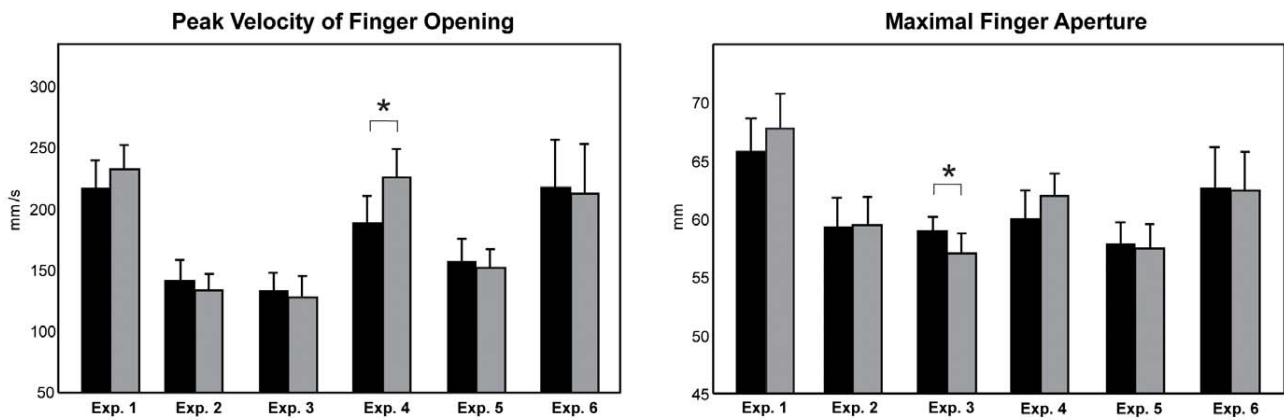 Peak Velocity of Finger Opening
300
250
200
150
100
50
mm/s
*
Exp. 1 Exp. 2 Exp. 3 Exp. 4 Exp. 5 Exp. 6
Maximal Finger Aperture
70
65
60
55
50
45
mm
*
Exp. 1 Exp. 2 Exp. 3 Exp. 4 Exp. 5 Exp. 6